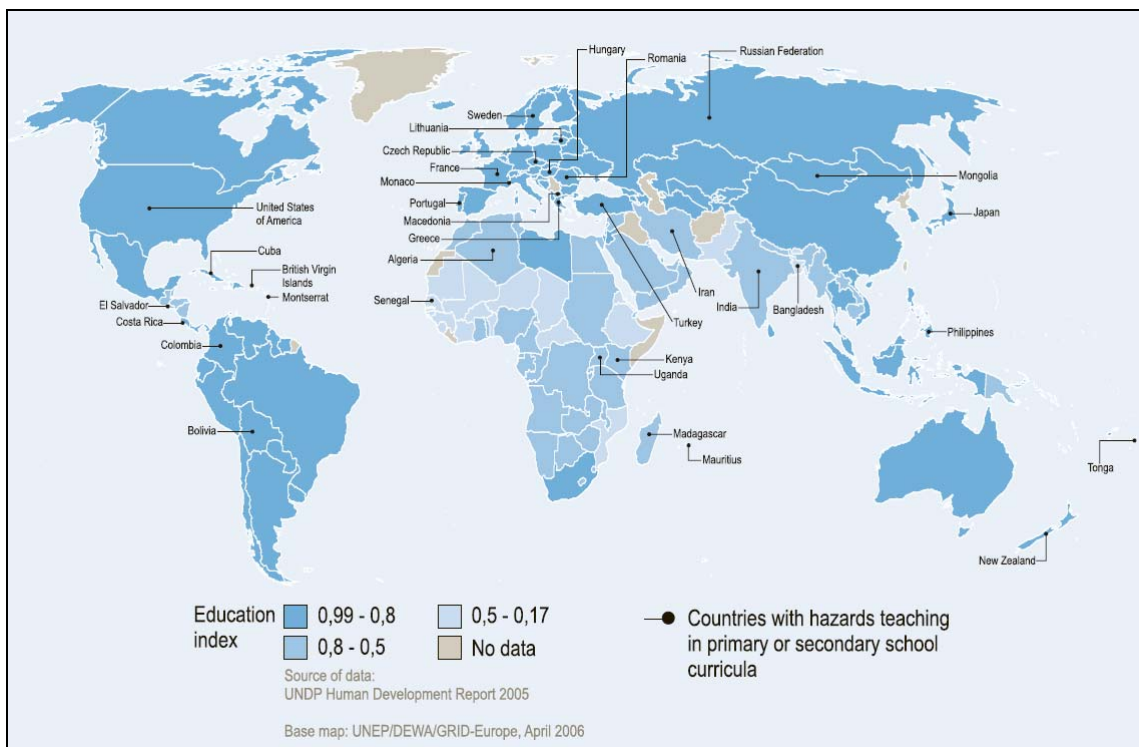 Hungary
Romania
Russian Federation
Sweden
Lithuania
Czech Republic
France
Monaco
Portugal
Macedonia
Greece
Algeria
Senegal
United States
of America
Cuba
British Virgin
Islands
Montserrat
El Salvador
Costa Rica
Colombia
Bolivia
Mongolia
Japan
Iran
India
Bangladesh
Turkey
Philippines
Kenya
Uganda
Madagascar
Mauritius
Tonga
New Zealand
Education
index
0,99 - 0,8
0,8 - 0,5
0,5 - 0,17
No data
Source of data:
UNDP Human Development Report 2005
Base map: UNEP/DEWA/GRID-Europe, April 2006
Countries with hazards teaching
in primary or secondary school
curricula